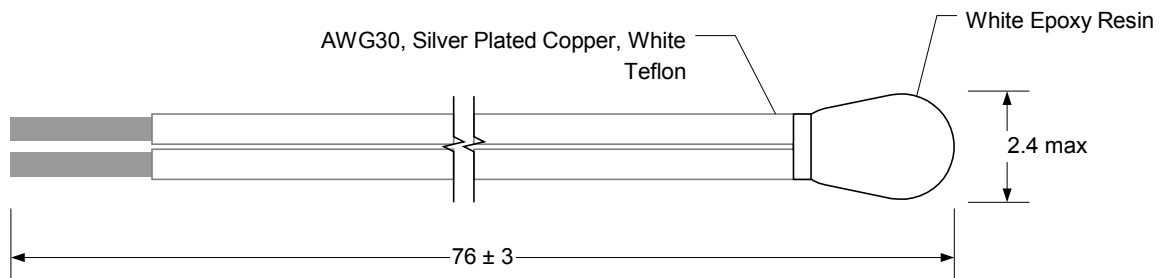 White Epoxy Resin
AWG30, Silver Plated Copper, White
Teflon
2.4 max
76 ± 3